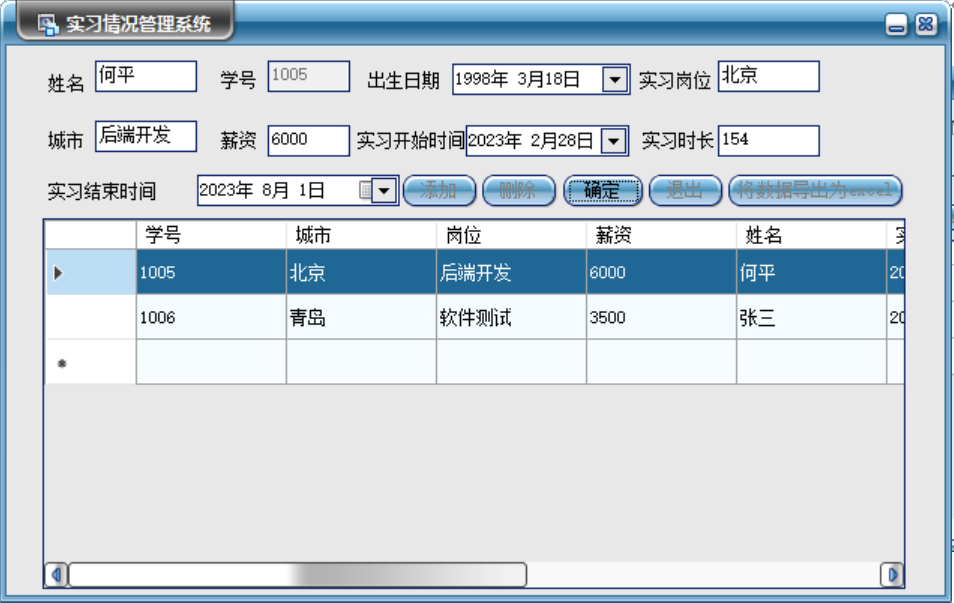 实习情况管理系统
姓名 何平 学号 1005 出生日期 1998年 3月18日 实习岗位 北京
城市 后端开发 薪资 6000 实习开始时间 2023年 2月28日 实习时长 154
实习结束时间 2023年 8月 1日 添加 删除 确定 退出 将数据导出为excel
学号 城市 岗位 薪资 姓名
1005 北京 后端开发 6000 何平 20
1006 青岛 软件测试 3500 张三 20